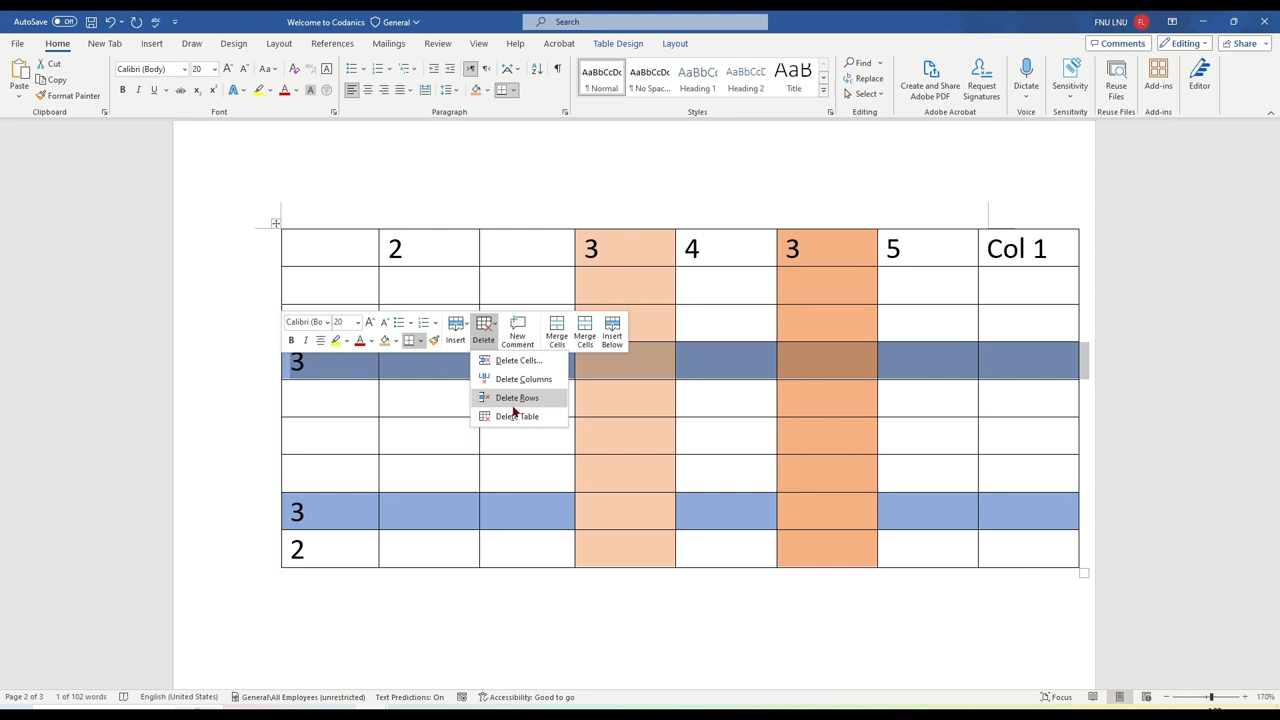 AutoSave Off Welcome to Codanics General Search FNU LNU FL
File Home New Tab Insert Draw Design Layout References Mailings Review View Help Acrobat Table Design Layout Comments Editing Share
Paste Cut Copy Format Painter
Calibri (Body) 20
AaBbCcDc AaBbCcDc AaBbCc AaBbCcD AaB
¶ Normal ¶ No Spac... Heading 1 Heading 2 Title
Find Replace Select
Create and Share Adobe PDF Request Signatures Dictate Sensitivity Reuse Files Add-ins Editor
Clipboard Font Paragraph Styles Editing Adobe Acrobat Voice Sensitivity Reuse Files Add-ins
2 3 4 3 5 Col 1
Calibri (Bo 20
Insert Delete New Comment Merge Cells Merge Cells Insert Below
3
Delete Cells...
Delete Columns
Delete Rows
Delete Table
3
2
Page 2 of 3 1 of 102 words English (United States) General\All Employees (unrestricted) Text Predictions: On Accessibility: Good to go Focus 170%